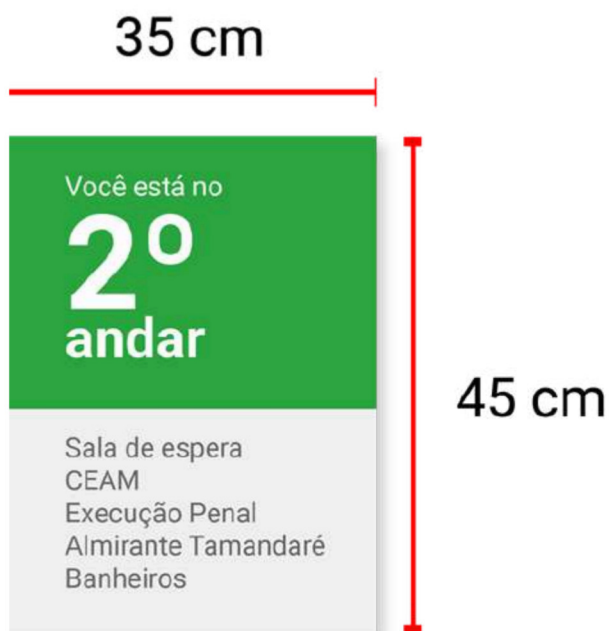 35 cm
Você está no
2º
andar
45 cm
Sala de espera
CEAM
Execução Penal
Almirante Tamandaré
Banheiros